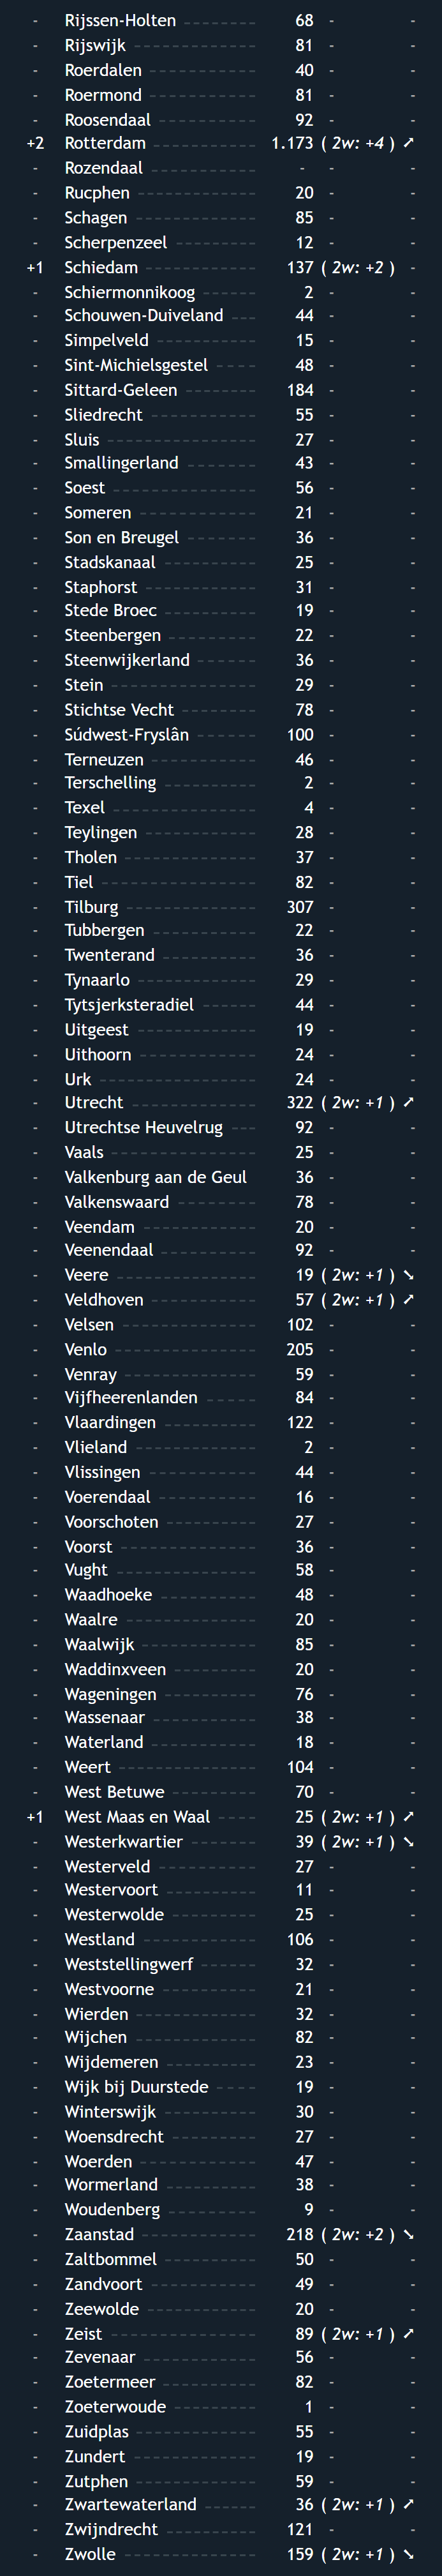 - Rijssen-Holten 68 - -
- Rijswijk 81 - -
- Roerdalen 40 - -
- Roermond 81 - -
- Roosendaal 92 - -
+2 Rotterdam 1.173 ( 2w: +4 ) ➚
- Rozendaal - - -
- Rucphen 20 - -
- Schagen 85 - -
- Scherpenzeel 12 - -
+1 Schiedam 137 ( 2w: +2 ) -
- Schiermonnikoog 2 - -
- Schouwen-Duiveland 44 - -
- Simpelveld 15 - -
- Sint-Michielsgestel 48 - -
- Sittard-Geleen 184 - -
- Sliedrecht 55 - -
- Sluis 27 - -
- Smallingerland 43 - -
- Soest 56 - -
- Someren 21 - -
- Son en Breugel 36 - -
- Stadskanaal 25 - -
- Staphorst 31 - -
- Stede Broec 19 - -
- Steenbergen 22 - -
- Steenwijkerland 36 - -
- Stein 29 - -
- Stichtse Vecht 78 - -
- Súdwest-Fryslân 100 - -
- Terneuzen 46 - -
- Terschelling 2 - -
- Texel 4 - -
- Teylingen 28 - -
- Tholen 37 - -
- Tiel 82 - -
- Tilburg 307 - -
- Tubbergen 22 - -
- Twenterand 36 - -
- Tynaarlo 29 - -
- Tytsjerksteradiel 44 - -
- Uitgeest 19 - -
- Uithoorn 24 - -
- Urk 24 - -
- Utrecht 322 ( 2w: +1 ) ➚
- Utrechtse Heuvelrug 92 - -
- Vaals 25 - -
- Valkenburg aan de Geul 36 - -
- Valkenswaard 78 - -
- Veendam 20 - -
- Veenendaal 92 - -
- Veere 19 ( 2w: +1 ) ➘
- Veldhoven 57 ( 2w: +1 ) ➚
- Velsen 102 - -
- Venlo 205 - -
- Venray 59 - -
- Vijfheerenlanden 84 - -
- Vlaardingen 122 - -
- Vlieland 2 - -
- Vlissingen 44 - -
- Voerendaal 16 - -
- Voorschoten 27 - -
- Voorst 36 - -
- Vught 58 - -
- Waadhoeke 48 - -
- Waalre 20 - -
- Waalwijk 85 - -
- Waddinxveen 20 - -
- Wageningen 76 - -
- Wassenaar 38 - -
- Waterland 18 - -
- Weert 104 - -
- West Betuwe 70 - -
+1 West Maas en Waal 25 ( 2w: +1 ) ➚
- Westerkwartier 39 ( 2w: +1 ) ➘
- Westerveld 27 - -
- Westervoort 11 - -
- Westerwolde 25 - -
- Westland 106 - -
- Weststellingwerf 32 - -
- Westvoorne 21 - -
- Wierden 32 - -
- Wijchen 82 - -
- Wijdemeren 23 - -
- Wijk bij Duurstede 19 - -
- Winterswijk 30 - -
- Woensdrecht 27 - -
- Woerden 47 - -
- Wormerland 38 - -
- Woudenberg 9 - -
- Zaanstad 218 ( 2w: +2 ) ➘
- Zaltbommel 50 - -
- Zandvoort 49 - -
- Zeewolde 20 - -
- Zeist 89 ( 2w: +1 ) ➚
- Zevenaar 56 - -
- Zoetermeer 82 - -
- Zoeterwoude 1 - -
- Zuidplas 55 - -
- Zundert 19 - -
- Zutphen 59 - -
- Zwartewaterland 36 ( 2w: +1 ) ➚
- Zwijndrecht 121 - -
- Zwolle 159 ( 2w: +1 ) ➘